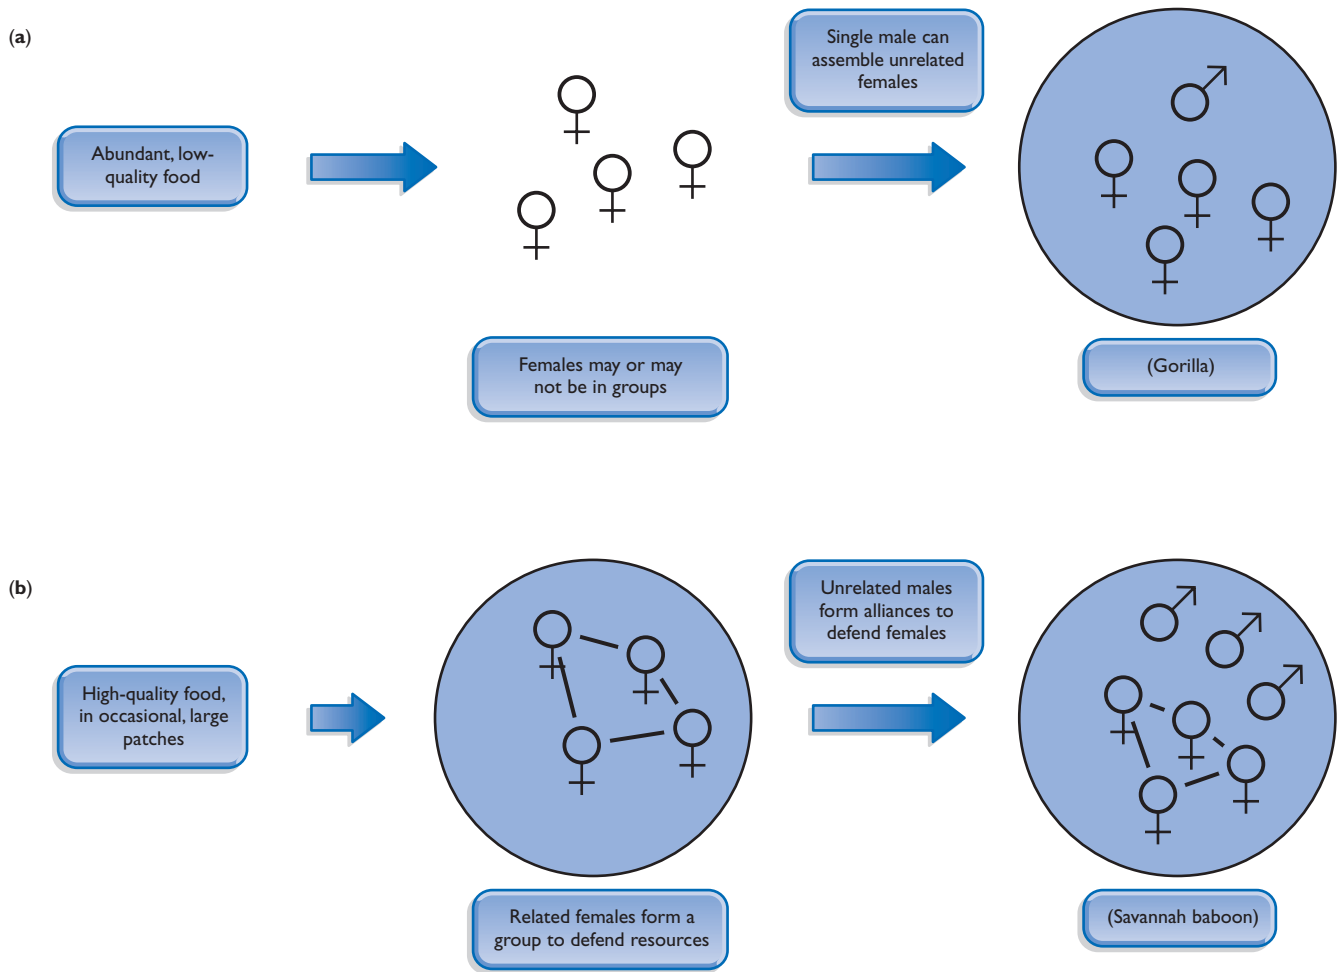 (a)
Single male can
assemble unrelated
females
Abundant, low-
quality food
Females may or may
not be in groups
(Gorilla)
(b)
Unrelated males
form alliances to
defend females
High-quality food,
in occasional, large
patches
Related females form a
group to defend resources
(Savannah baboon)